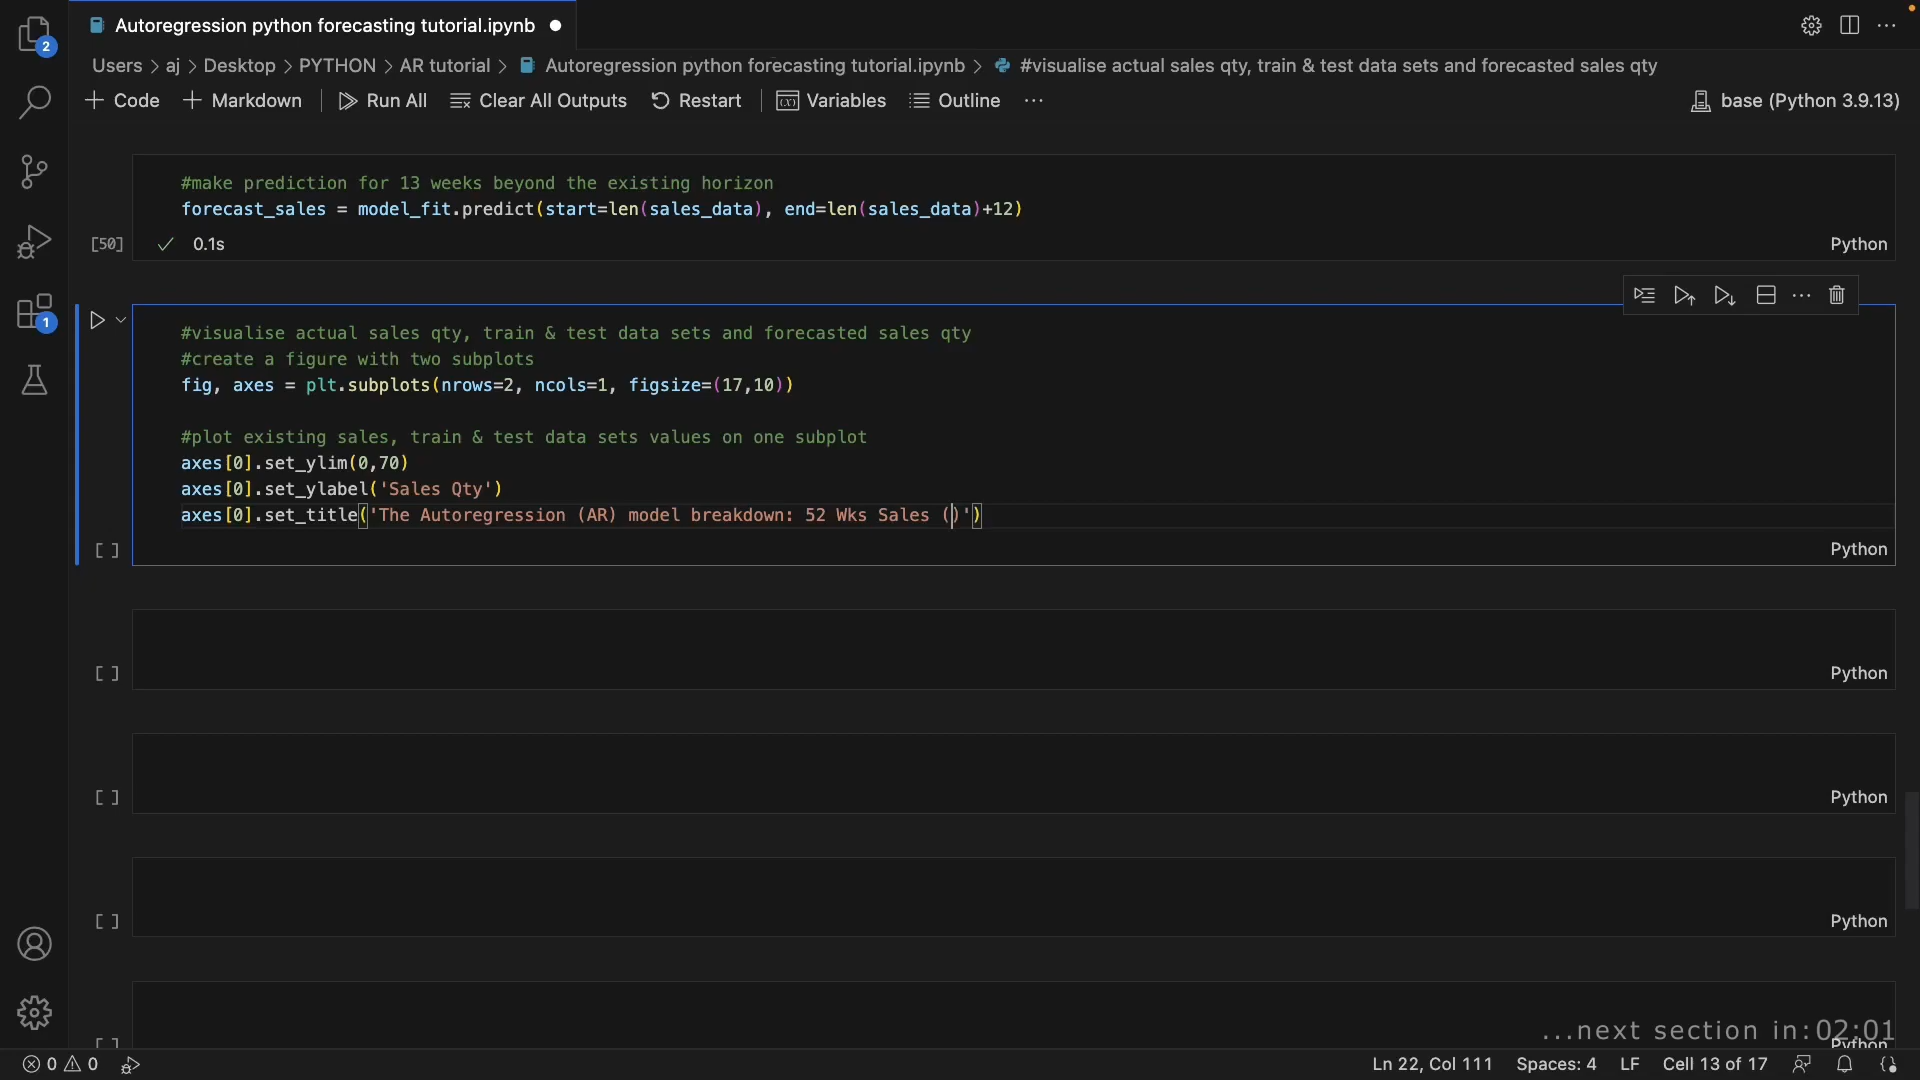 Autoregression python forecasting tutorial.ipynb
2
Users > aj > Desktop > PYTHON > AR tutorial > Autoregression python forecasting tutorial.ipynb > #visualise actual sales qty, train & test data sets and forecasted sales qty
+ Code + Markdown | Run All Clear All Outputs Restart | Variables Outline ... base (Python 3.9.13)
#make prediction for 13 weeks beyond the existing horizon
forecast_sales = model_fit.predict(start=len(sales_data), end=len(sales_data)+12)
[50] ✓ 0.1s Python
1
#visualise actual sales qty, train & test data sets and forecasted sales qty
#create a figure with two subplots
fig, axes = plt.subplots(nrows=2, ncols=1, figsize=(17,10))
#plot existing sales, train & test data sets values on one subplot
axes[0].set_ylim(0,70)
axes[0].set_ylabel('Sales Qty')
axes[0].set_title('The Autoregression (AR) model breakdown: 52 Wks Sales ()')
[ ] Python
[ ] Python
[ ] Python
[ ] Python
...next section in:02:01
[ ] Python
0 0 Ln 22, Col 111 Spaces: 4 LF Cell 13 of 17